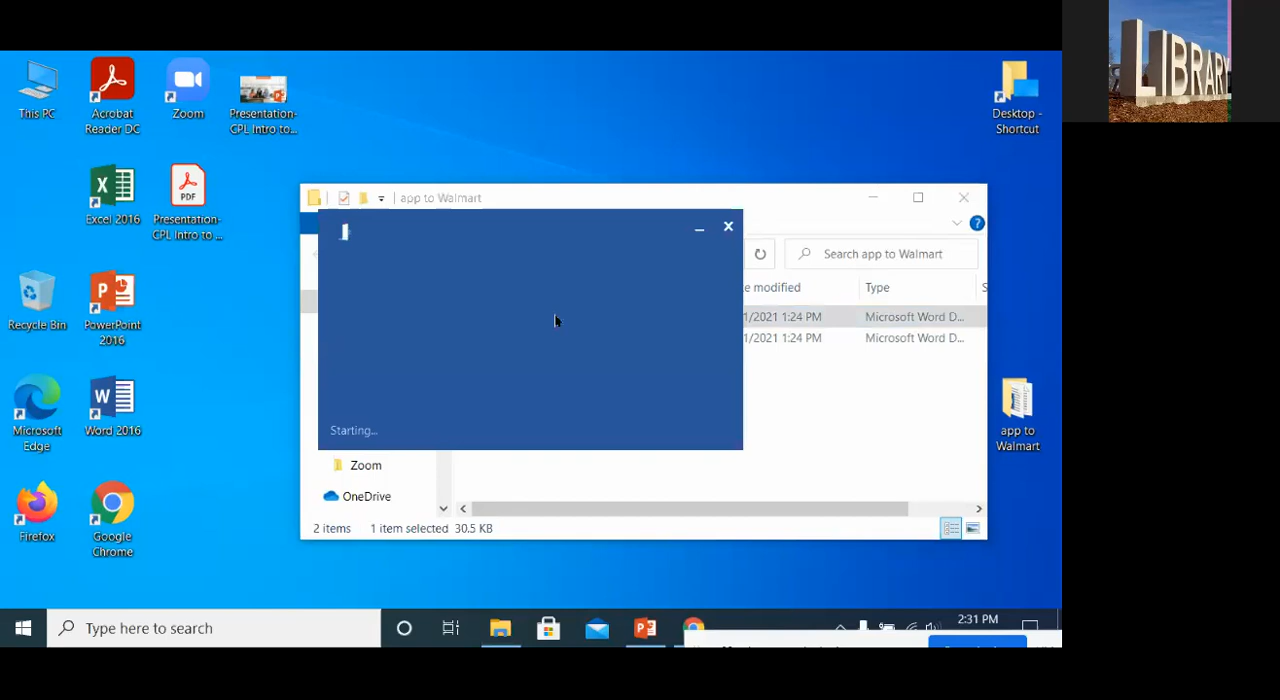 LIBRARY
This PC
Acrobat
Reader DC
Zoom
Presentation-
CPL Intro to...
Desktop -
Shortcut
Excel 2016
PDF
Presentation-
CPL Intro to ...
app to Walmart
Search app to Walmart
modified
Type
1/2021 1:24 PM
Microsoft Word D...
1/2021 1:24 PM
Microsoft Word D...
Starting...
Recycle Bin
PowerPoint
2016
Microsoft
Edge
Word 2016
app to
Walmart
Zoom
OneDrive
2 items
1 item selected 30.5 KB
Firefox
Google
Chrome
Type here to search
2:31 PM